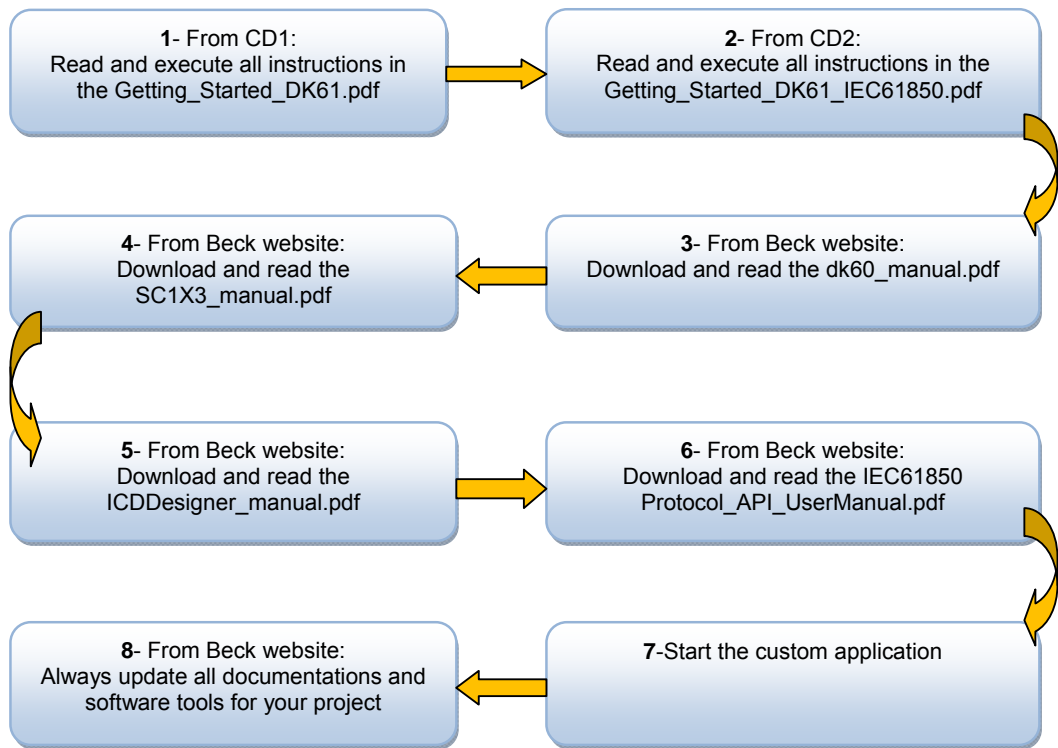 1- From CD1:
Read and execute all instructions in
the Getting_Started_DK61.pdf
2- From CD2:
Read and execute all instructions in the
Getting_Started_DK61_IEC61850.pdf
3- From Beck website:
Download and read the dk60_manual.pdf
4- From Beck website:
Download and read the
SC1X3_manual.pdf
5- From Beck website:
Download and read the
ICDDesigner_manual.pdf
6- From Beck website:
Download and read the IEC61850
Protocol_API_UserManual.pdf
7-Start the custom application
8- From Beck website:
Always update all documentations and
software tools for your project